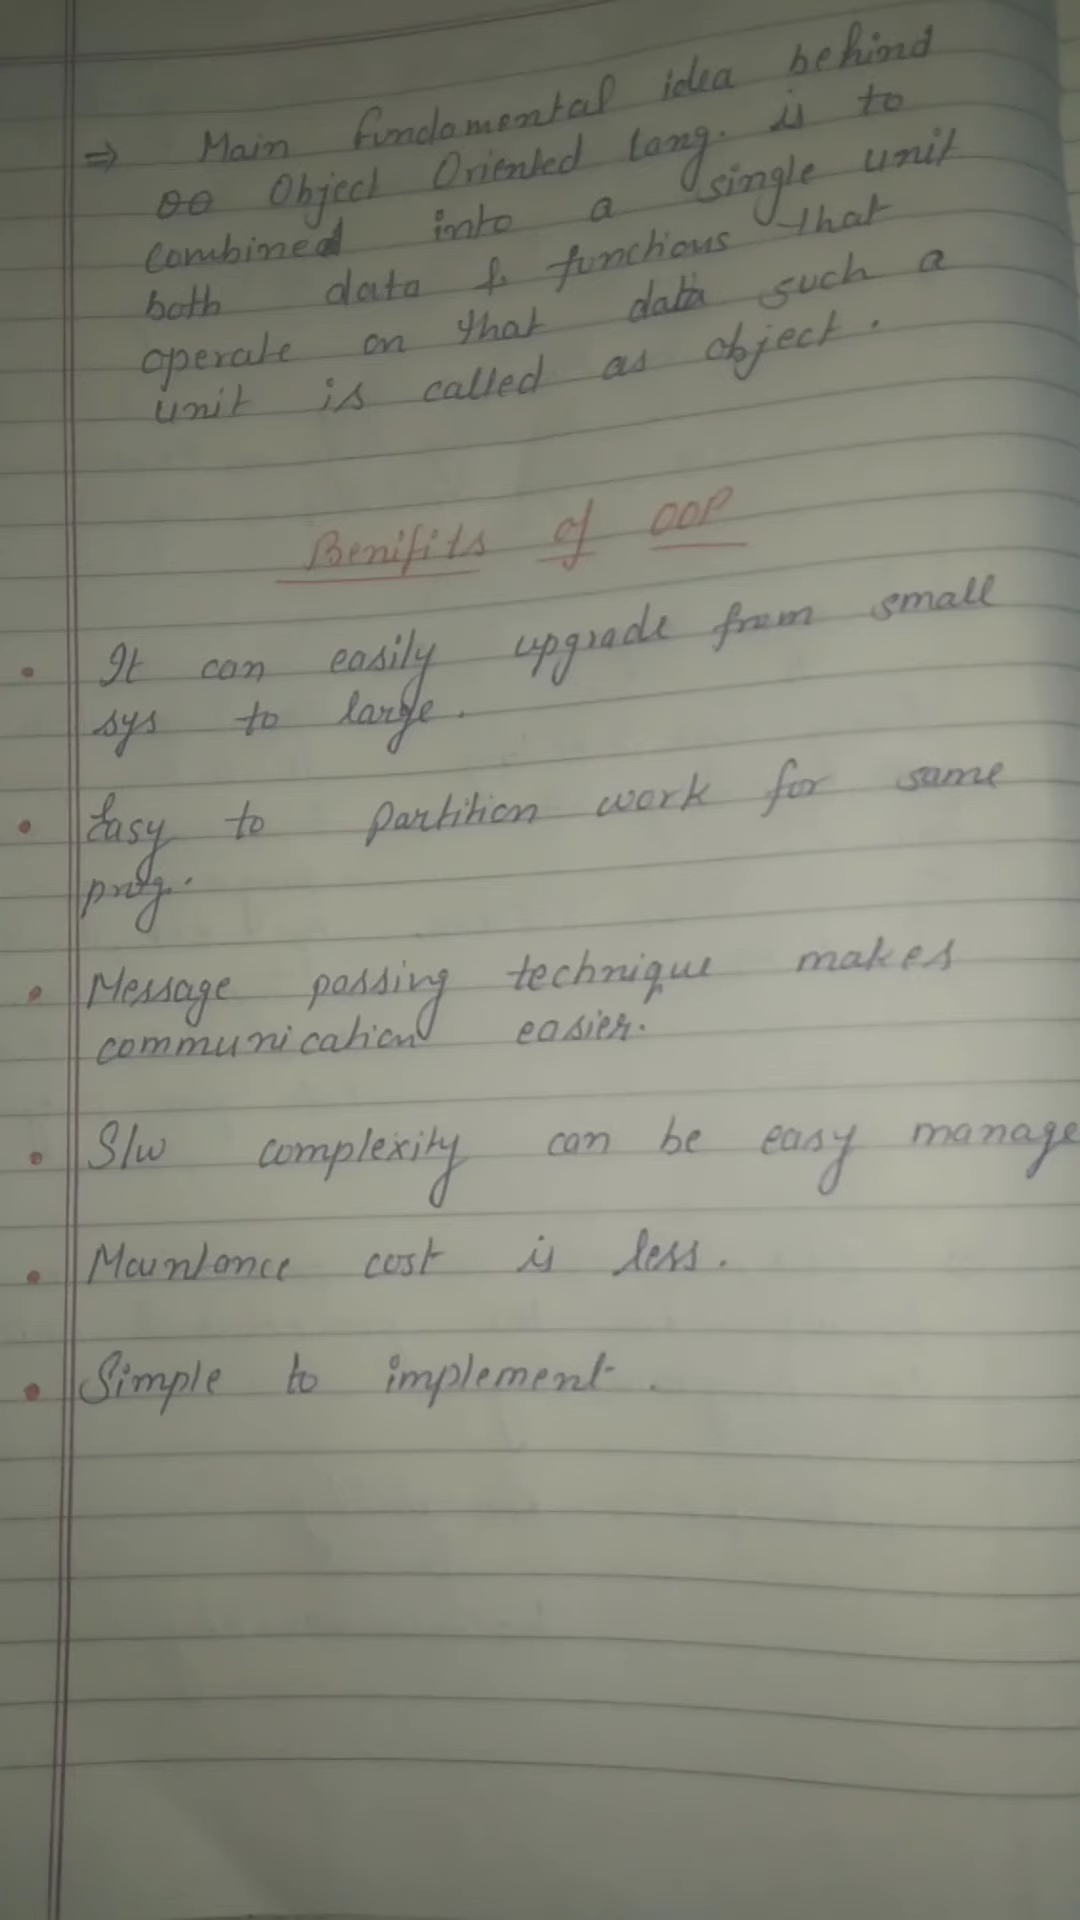 ⇒ Main fundamental idea behind
Object Oriented lang. is to
combined into a single unit
both data & functions that
operate on that data such a
unit is called as object.
Benifits of OOP
• It can easily upgrade from small
sys to large.
• Easy to partition work for same
prog.
• Message passing technique makes
communication easier.
• S/w complexity can be easy manage
• Maintance cost is less.
• Simple to implement.